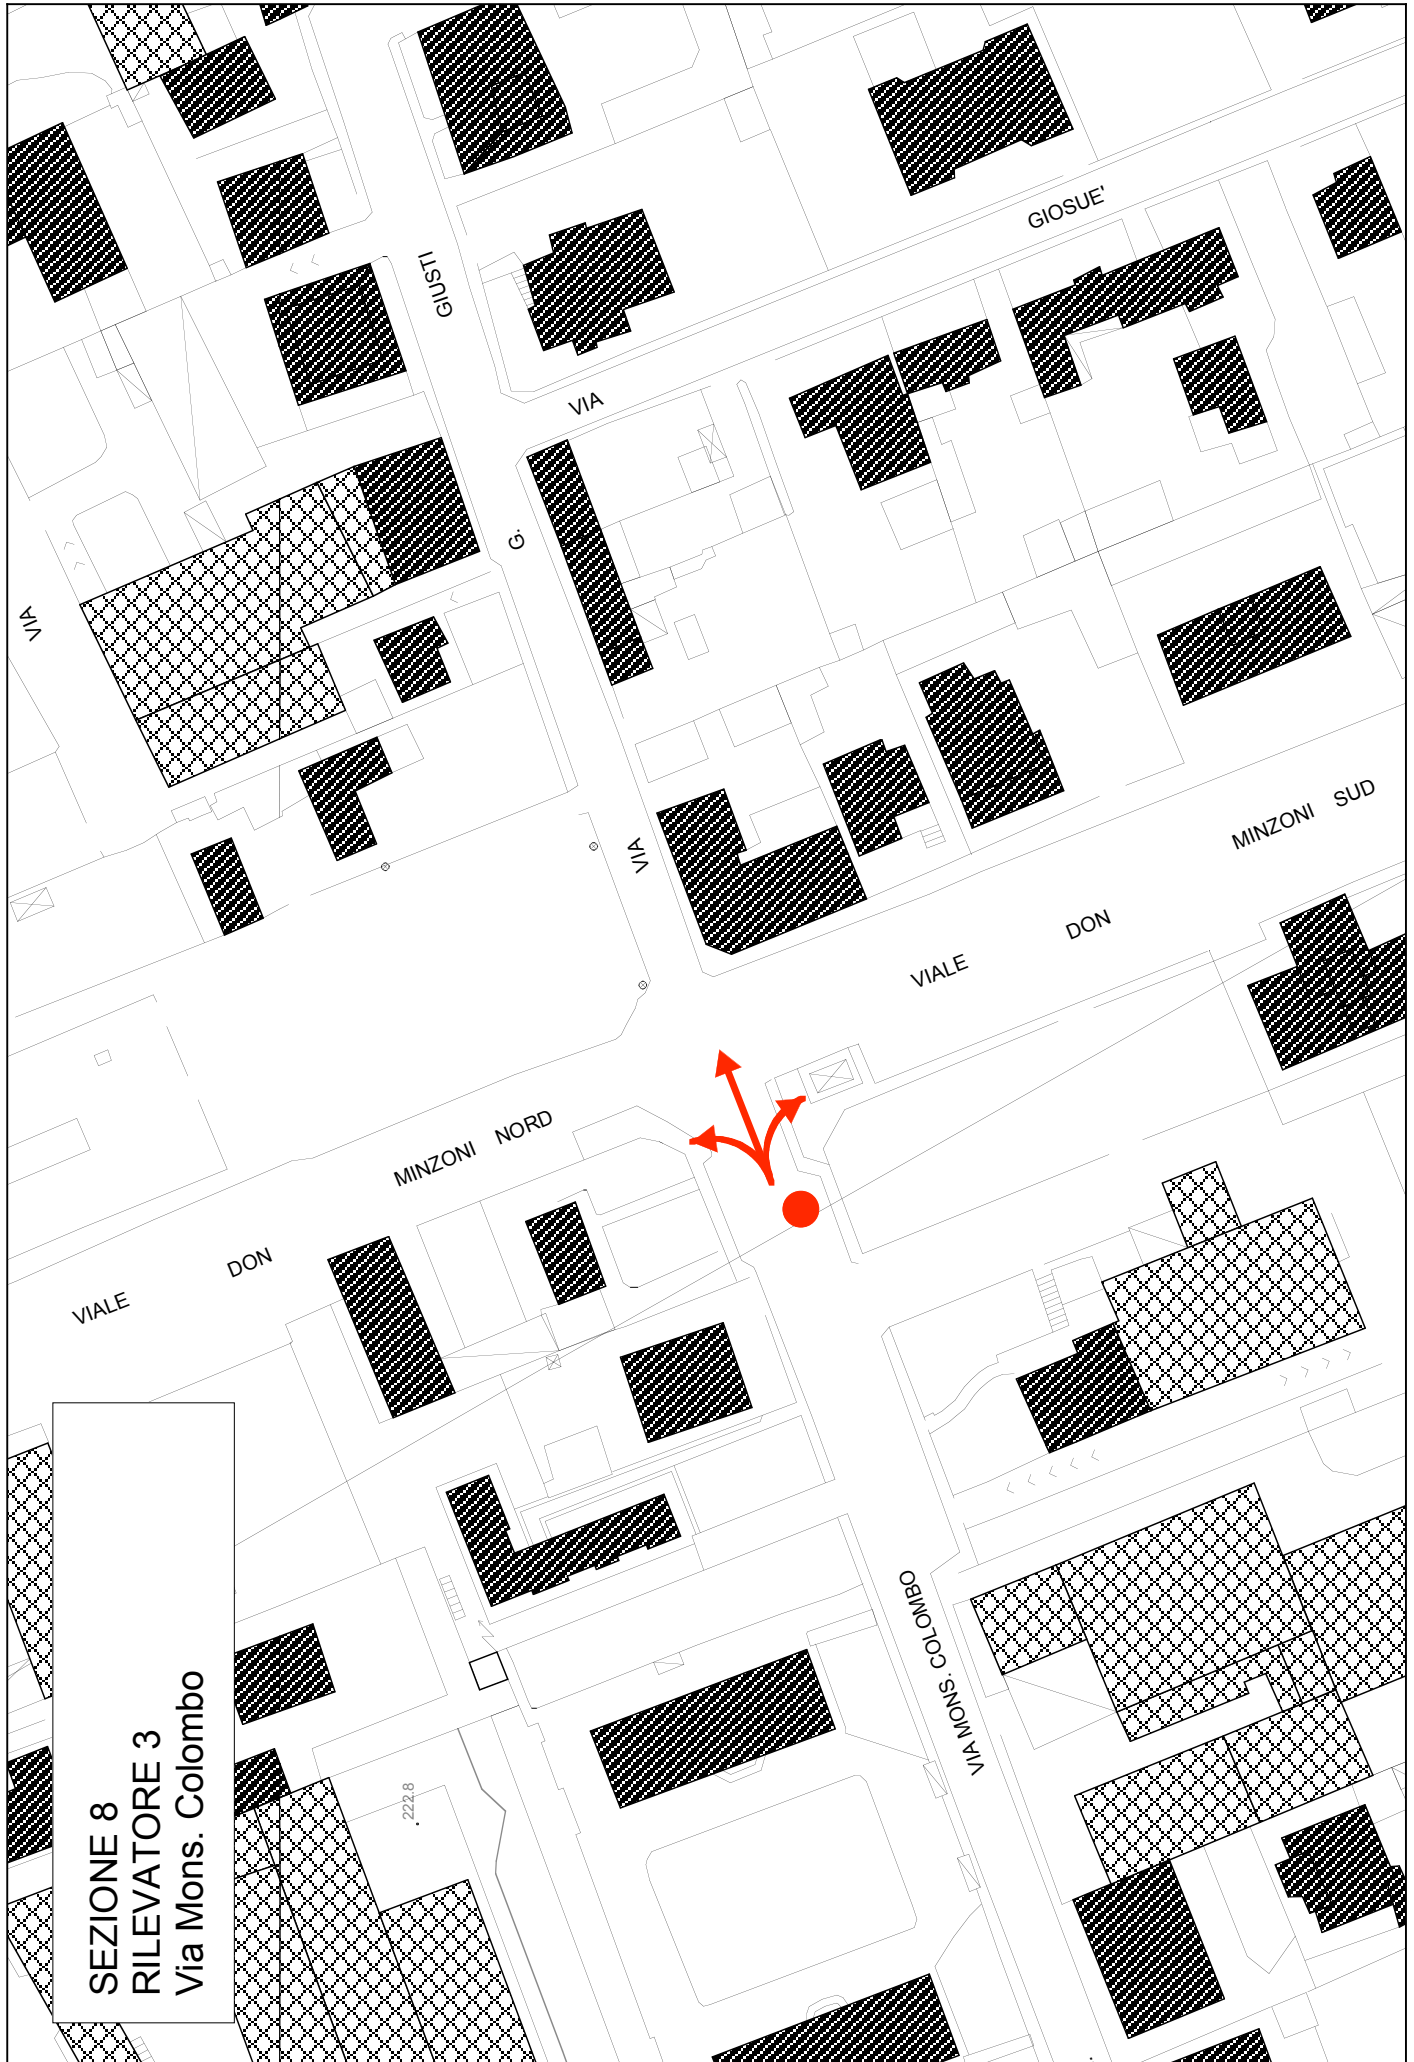 SEZIONE 8
RILEVATORE 3
Via Mons. Colombo
VIA GIOSUE'
VIA G. GIUSTI
VIA
VIALE DON MINZONI SUD
VIALE DON MINZONI NORD
VIA MONS. COLOMBO
222.8